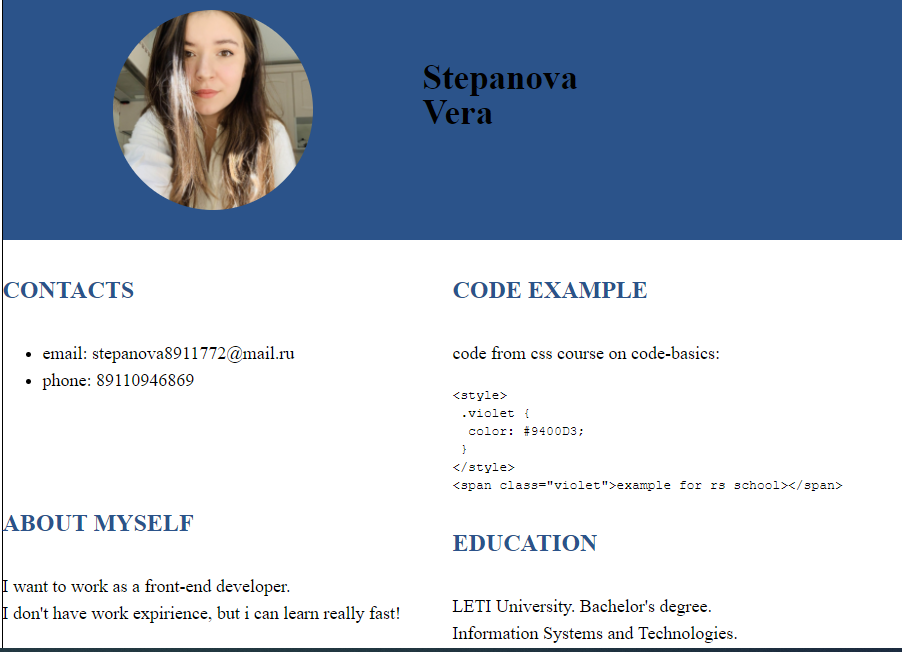 Stepanova
Vera
CONTACTS
email: stepanova8911772@mail.ru
phone: 89110946869
ABOUT MYSELF
I want to work as a front-end developer.
I don't have work expirience, but i can learn really fast!
CODE EXAMPLE
code from css course on code-basics:
<style>
.violet {
color: #9400D3;
}
</style>
<span class="violet">example for rs school></span>
EDUCATION
LETI University. Bachelor's degree.
Information Systems and Technologies.